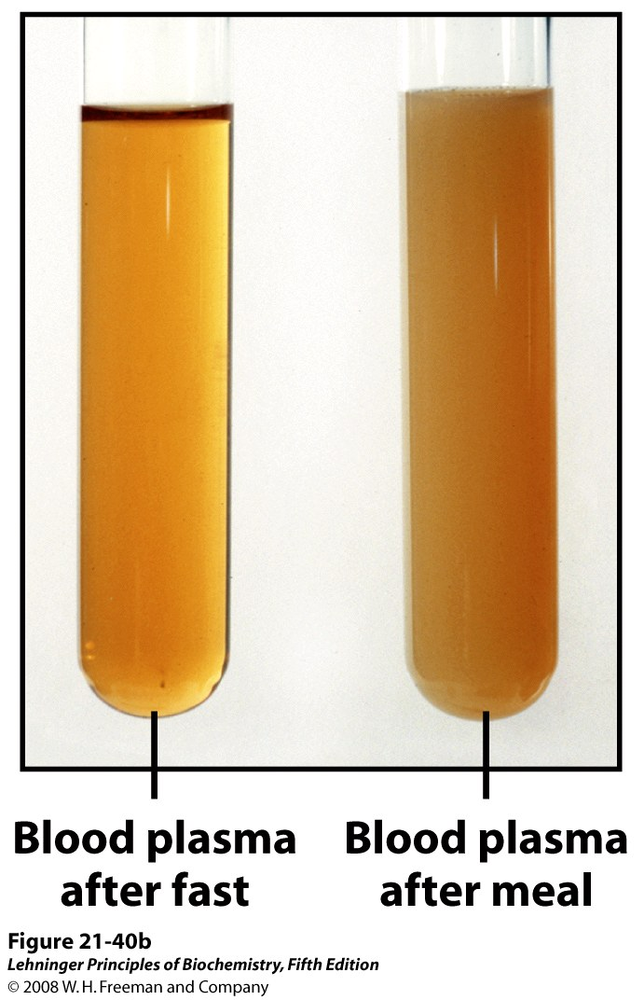 Blood plasma
after fast
Blood plasma
after meal
Figure 21-40b
Lehninger Principles of Biochemistry, Fifth Edition
© 2008 W. H. Freeman and Company